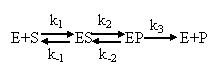 k1 k2 k3
E+S ⇌ ES ⇌ EP → E+P
k-1 k-2